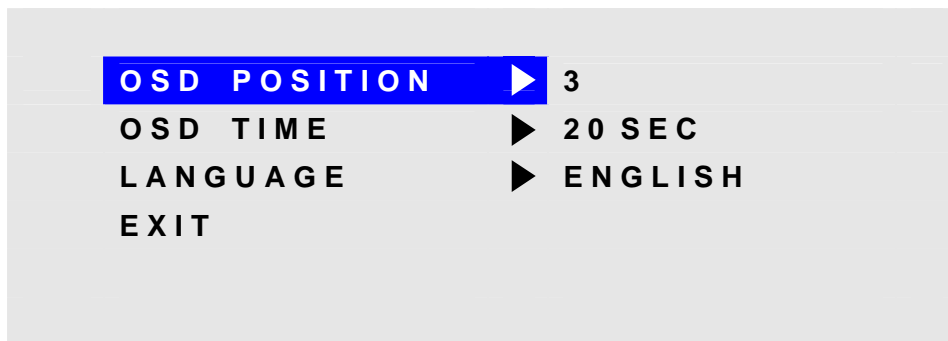 OSD POSITION ▶ 3
OSD TIME ▶ 20 SEC
LANGUAGE ▶ ENGLISH
EXIT